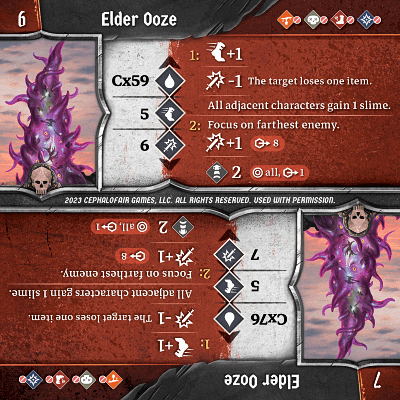 6 Elder Ooze
Cx59
5
6
1: +1
-1 The target loses one item.
All adjacent characters gain 1 slime.
2: Focus on farthest enemy.
+1 8
2 all, 1
2023 CEPHALOFAIR GAMES, LLC. ALL RIGHTS RESERVED. USED WITH PERMISSION.
7 Elder Ooze
Cx76
5
7
1: +1
-1 The target loses one item.
All adjacent characters gain 1 slime.
2: Focus on farthest enemy.
+1 8
2 all, 1